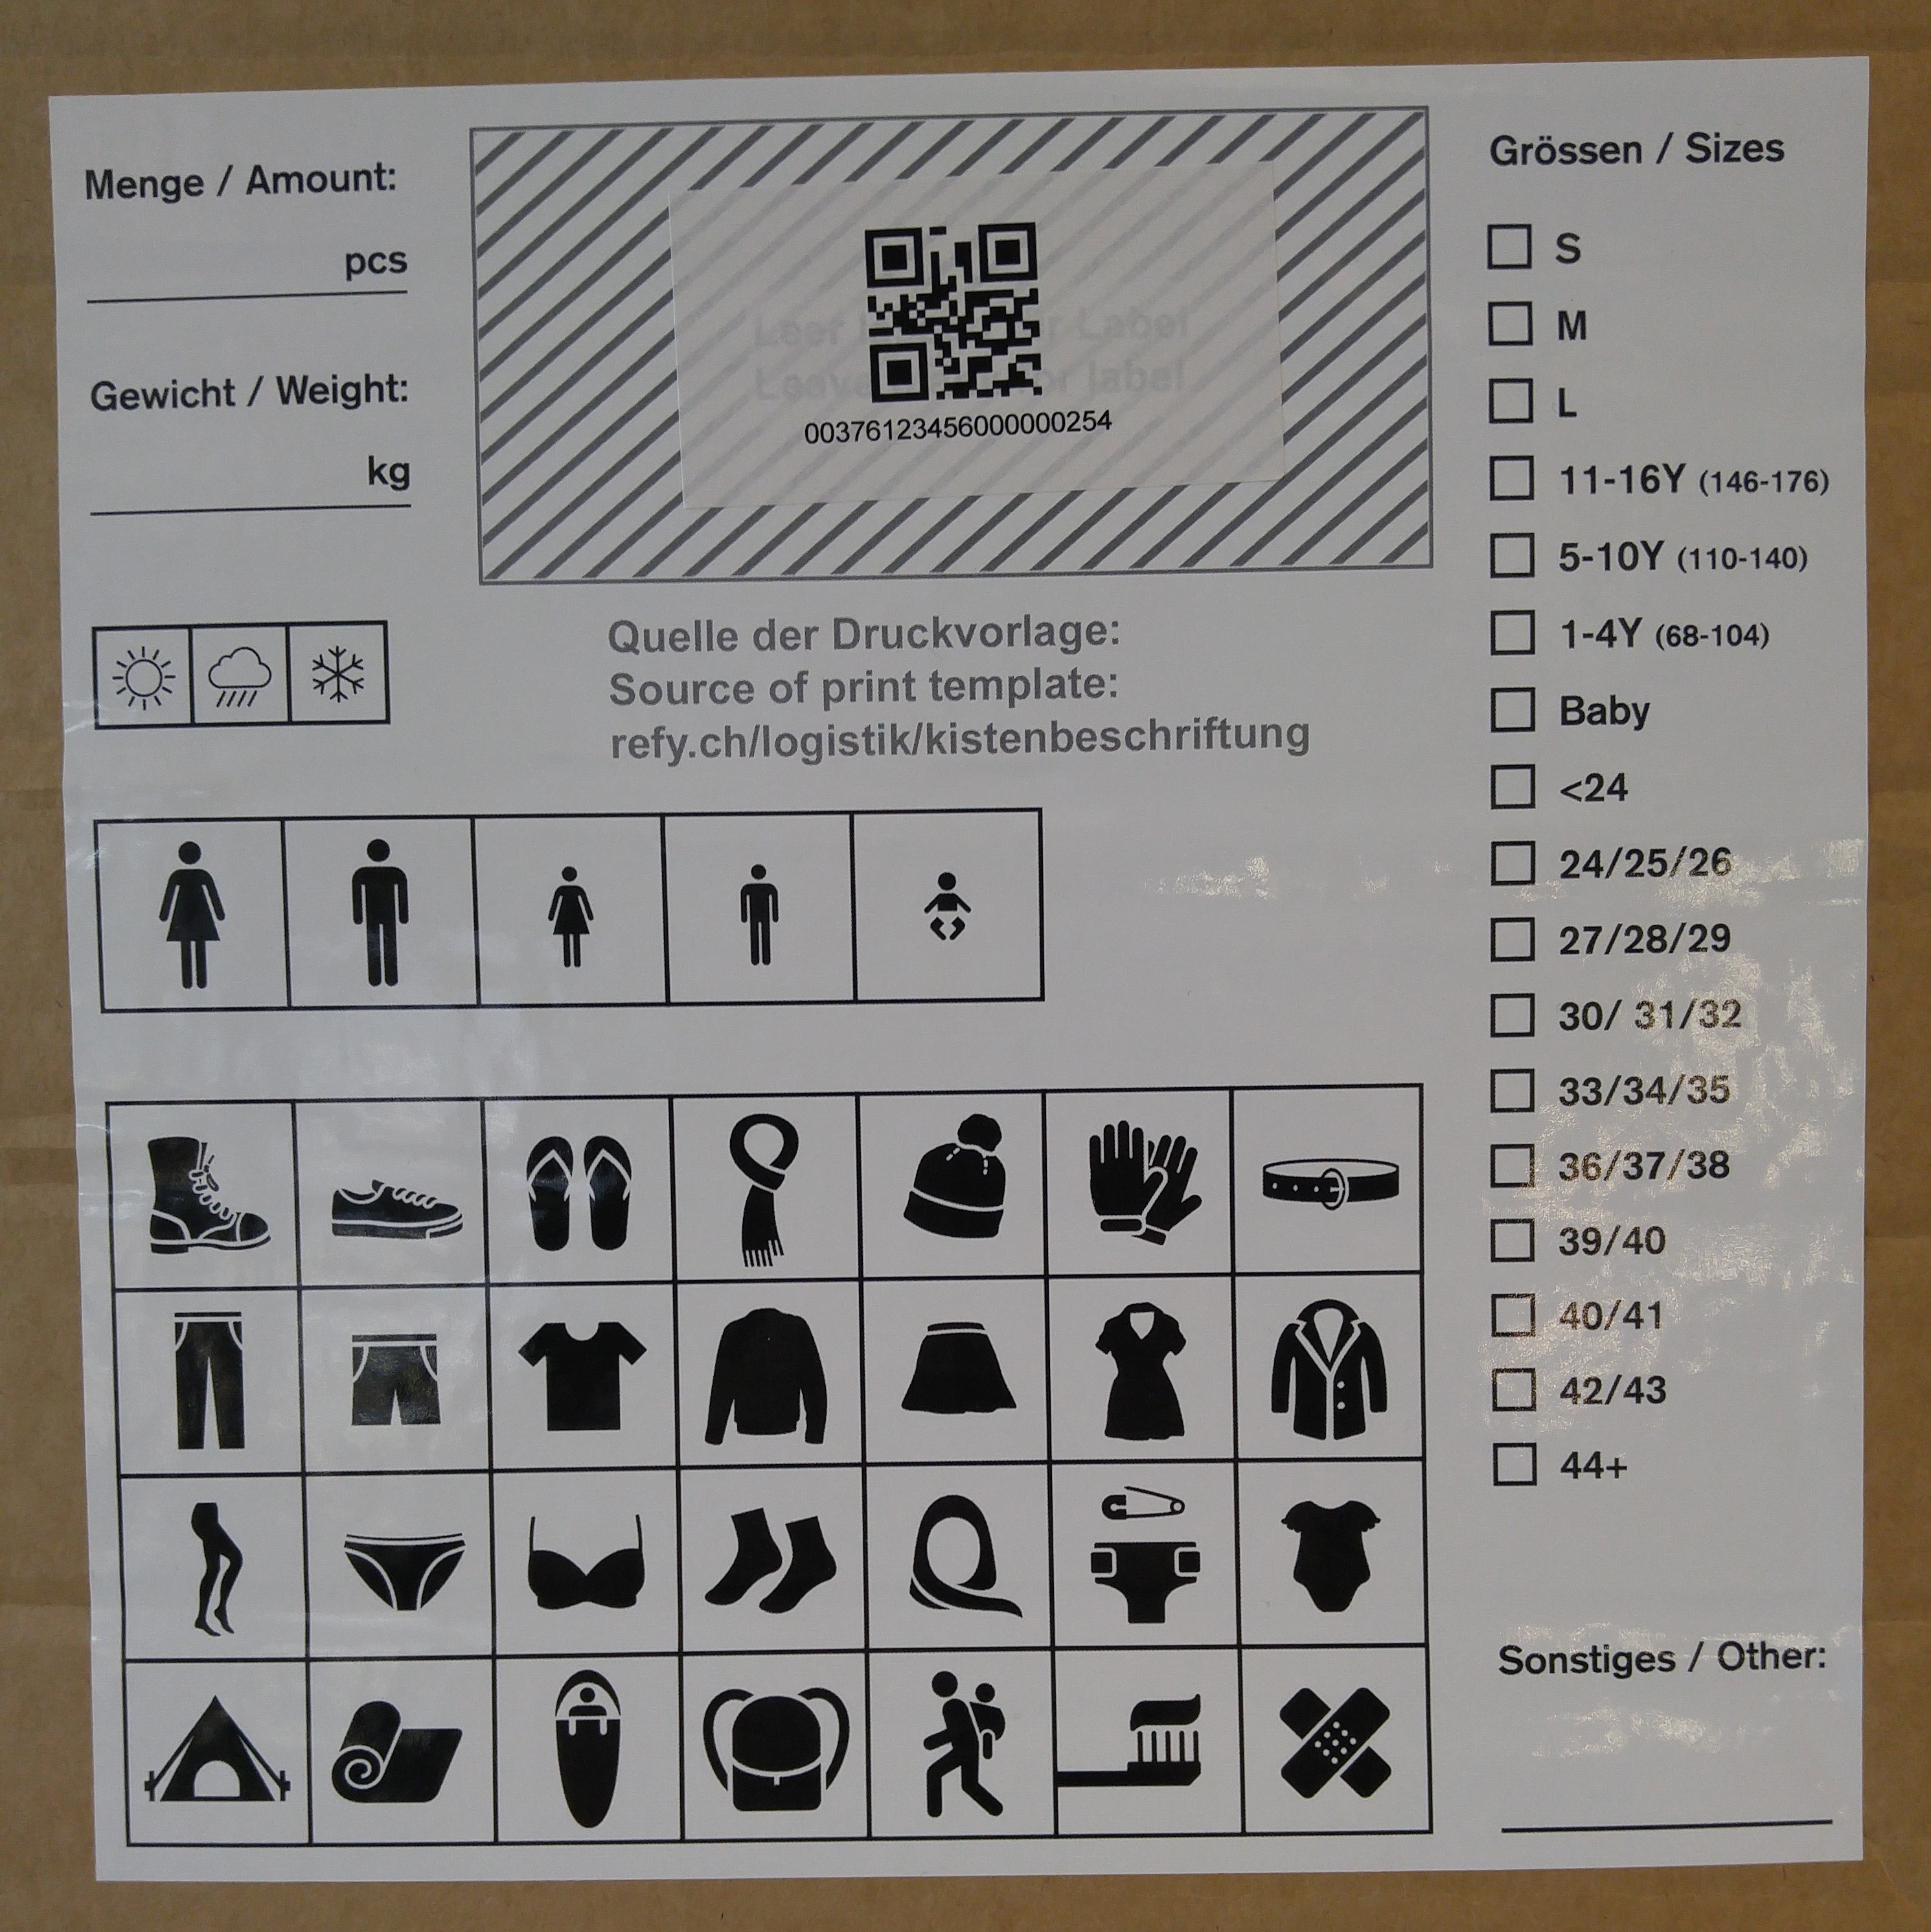 Menge / Amount:
pcs
Gewicht / Weight:
kg
Leer r Label
Leave or label
00376123456000000254
Quelle der Druckvorlage:
Source of print template:
refy.ch/logistik/kistenbeschriftung
Grössen / Sizes
S
M
L
11-16Y (146-176)
5-10Y (110-140)
1-4Y (68-104)
Baby
<24
24/25/26
27/28/29
30/ 31/32
33/34/35
36/37/38
39/40
40/41
42/43
44+
Sonstiges / Other: